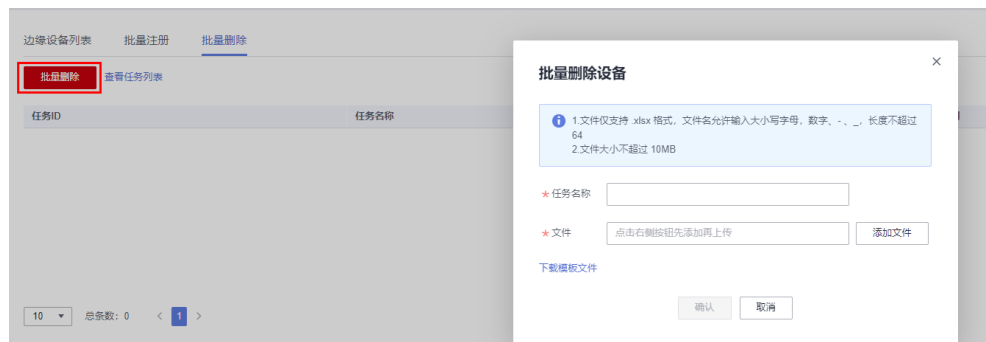 边缘设备列表 批量注册 批量删除
批量删除 查看任务列表
任务ID 任务名称
10 总条数: 0 < 1 >
批量删除设备 ×
1.文件仅支持 .xlsx 格式，文件名允许输入大小写字母，数字、-、_，长度不超过
64
2.文件大小不超过 10MB
* 任务名称
* 文件 点击右侧按钮先添加再上传 添加文件
下载模板文件
确认 取消